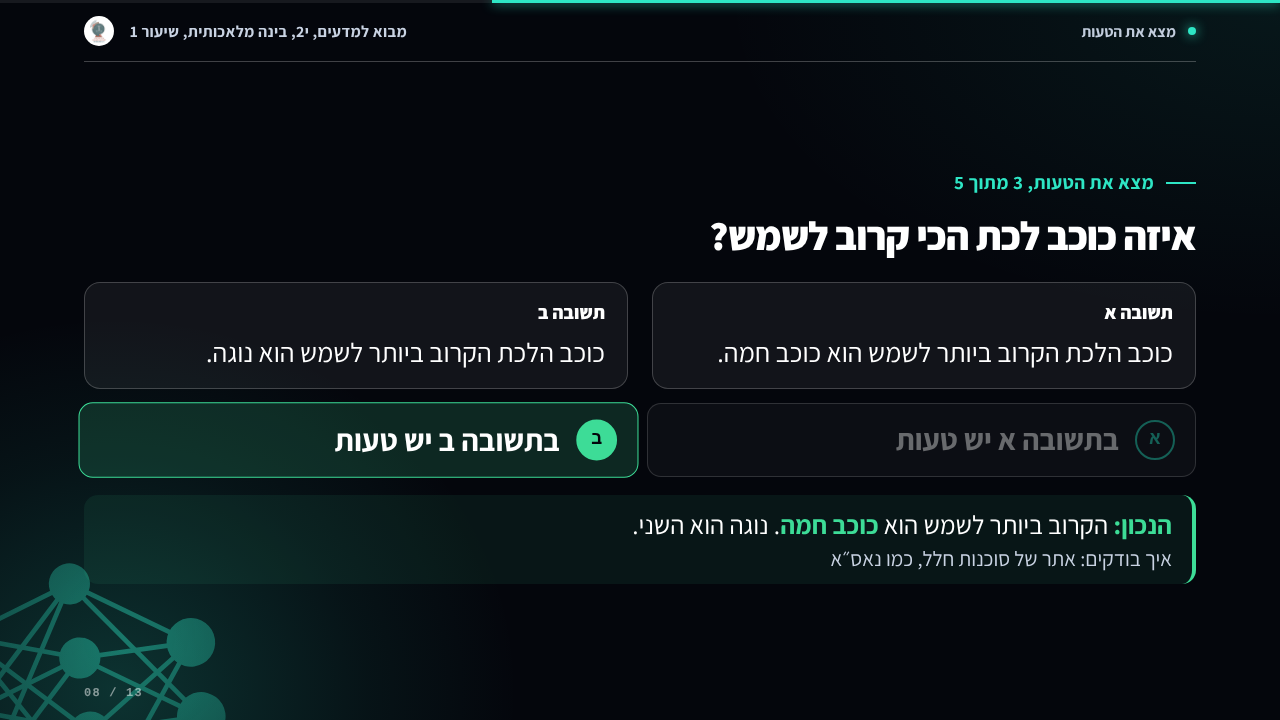 מצא את הטעות
מבוא למדעים, י2, בינה מלאכותית, שיעור 1
מצא את הטעות, 3 מתוך 5
איזה כוכב לכת הכי קרוב לשמש?
תשובה א
כוכב הלכת הקרוב ביותר לשמש הוא כוכב חמה.
תשובה ב
כוכב הלכת הקרוב ביותר לשמש הוא נוגה.
א
בתשובה א יש טעות
ב
בתשובה ב יש טעות
הנכון: הקרוב ביותר לשמש הוא כוכב חמה. נוגה הוא השני.
איך בודקים: אתר של סוכנות חלל, כמו נאס״א
08 / 13